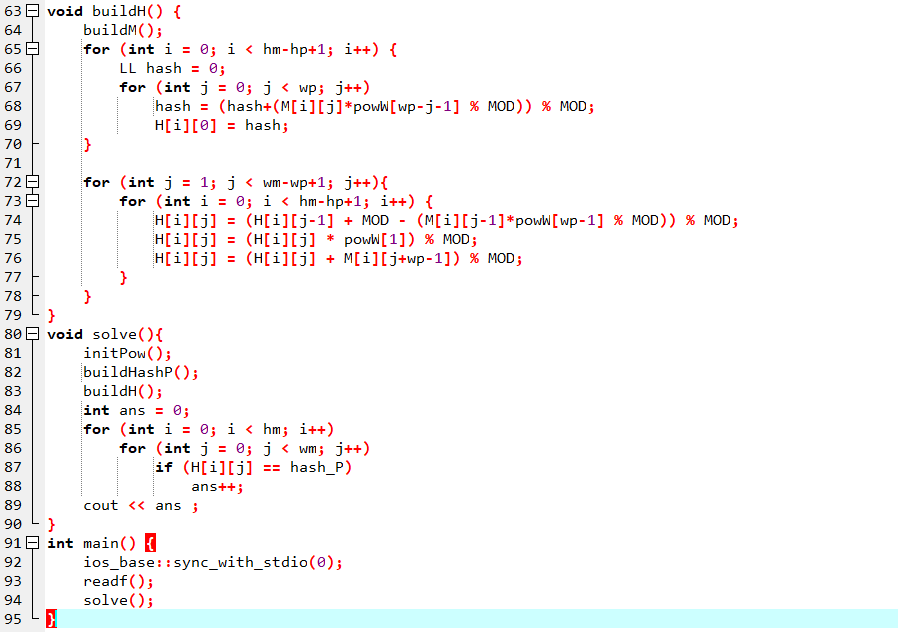 63 void buildH() {
64     buildM();
65     for (int i = 0; i < hm-hp+1; i++) {
66         LL hash = 0;
67         for (int j = 0; j < wp; j++)
68             hash = (hash+(M[i][j]*powW[wp-j-1] % MOD)) % MOD;
69             H[i][0] = hash;
70     }
71
72     for (int j = 1; j < wm-wp+1; j++){
73         for (int i = 0; i < hm-hp+1; i++) {
74             H[i][j] = (H[i][j-1] + MOD - (M[i][j-1]*powW[wp-1] % MOD)) % MOD;
75             H[i][j] = (H[i][j] * powW[1]) % MOD;
76             H[i][j] = (H[i][j] + M[i][j+wp-1]) % MOD;
77         }
78     }
79 }
80 void solve(){
81     initPow();
82     buildHashP();
83     buildH();
84     int ans = 0;
85     for (int i = 0; i < hm; i++)
86         for (int j = 0; j < wm; j++)
87             if (H[i][j] == hash_P)
88                 ans++;
89     cout << ans ;
90 }
91 int main() {
92     ios_base::sync_with_stdio(0);
93     readf();
94     solve();
95 }